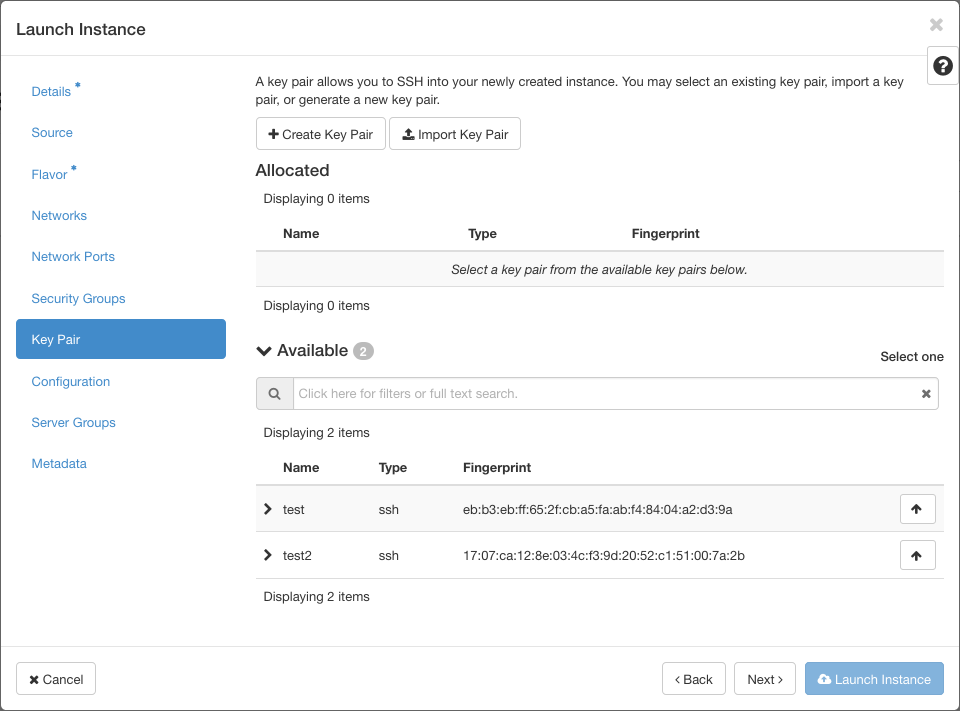 Launch Instance
Details *
Source
Flavor *
Networks
Network Ports
Security Groups
Key Pair
Configuration
Server Groups
Metadata
A key pair allows you to SSH into your newly created instance. You may select an existing key pair, import a key
pair, or generate a new key pair.
Create Key Pair Import Key Pair
Allocated
Displaying 0 items
Name Type Fingerprint
Select a key pair from the available key pairs below.
Displaying 0 items
Available 2
Select one
Click here for filters or full text search.
Displaying 2 items
Name Type Fingerprint
test ssh eb:b3:eb:ff:65:2f:cb:a5:fa:ab:f4:84:04:a2:d3:9a
test2 ssh 17:07:ca:12:8e:03:4c:f3:9d:20:52:c1:51:00:7a:2b
Displaying 2 items
Cancel
Back Next Launch Instance